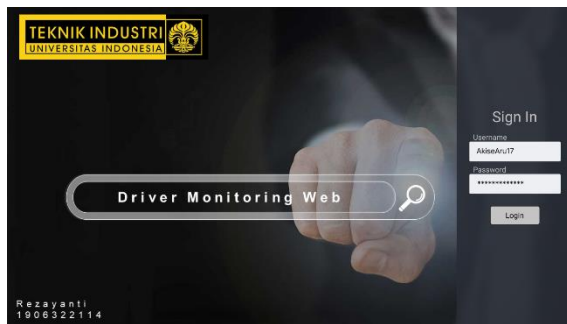 TEKNIK INDUSTRI
UNIVERSITAS INDONESIA
Driver Monitoring Web
Rezayanti
1906322114
Sign In
Username
AkiseAru17
Password
*************
Login